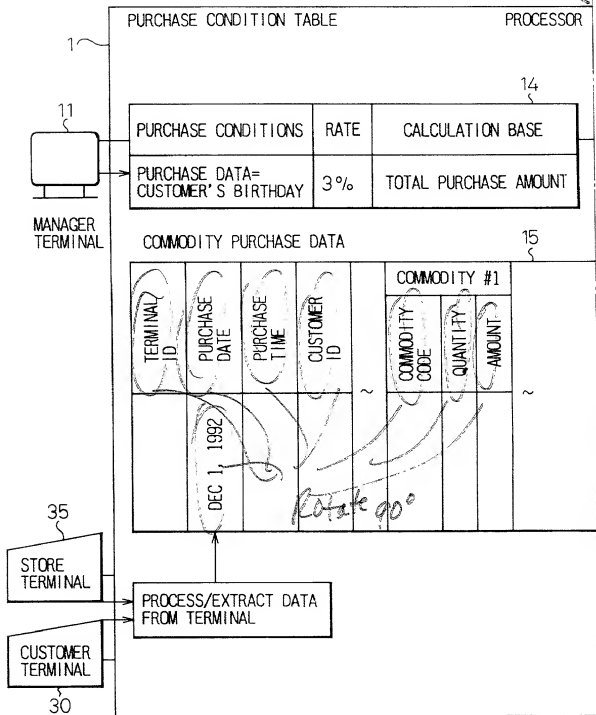 PURCHASE CONDITION TABLE PROCESSOR
1
14
11
PURCHASE CONDITIONS RATE CALCULATION BASE
PURCHASE DATA=
CUSTOMER'S BIRTHDAY
3%
TOTAL PURCHASE AMOUNT
MANAGER
TERMINAL
COMMODITY PURCHASE DATA
15
COMMODITY #1
TERMINAL
ID
PURCHASE
DATE
PURCHASE
TIME
CUSTOMER
ID
~
COMMODITY
CODE
QUANTITY
AMOUNT
~
DEC 1, 1992
Rotate 90°
35
STORE
TERMINAL
PROCESS/EXTRACT DATA
FROM TERMINAL
CUSTOMER
TERMINAL
30